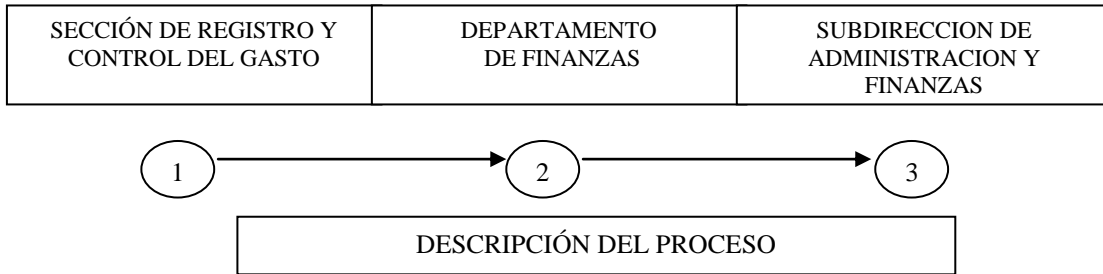 SECCIÓN DE REGISTRO Y
CONTROL DEL GASTO
DEPARTAMENTO
DE FINANZAS
SUBDIRECCION DE
ADMINISTRACION Y
FINANZAS
1
2
3
DESCRIPCIÓN DEL PROCESO